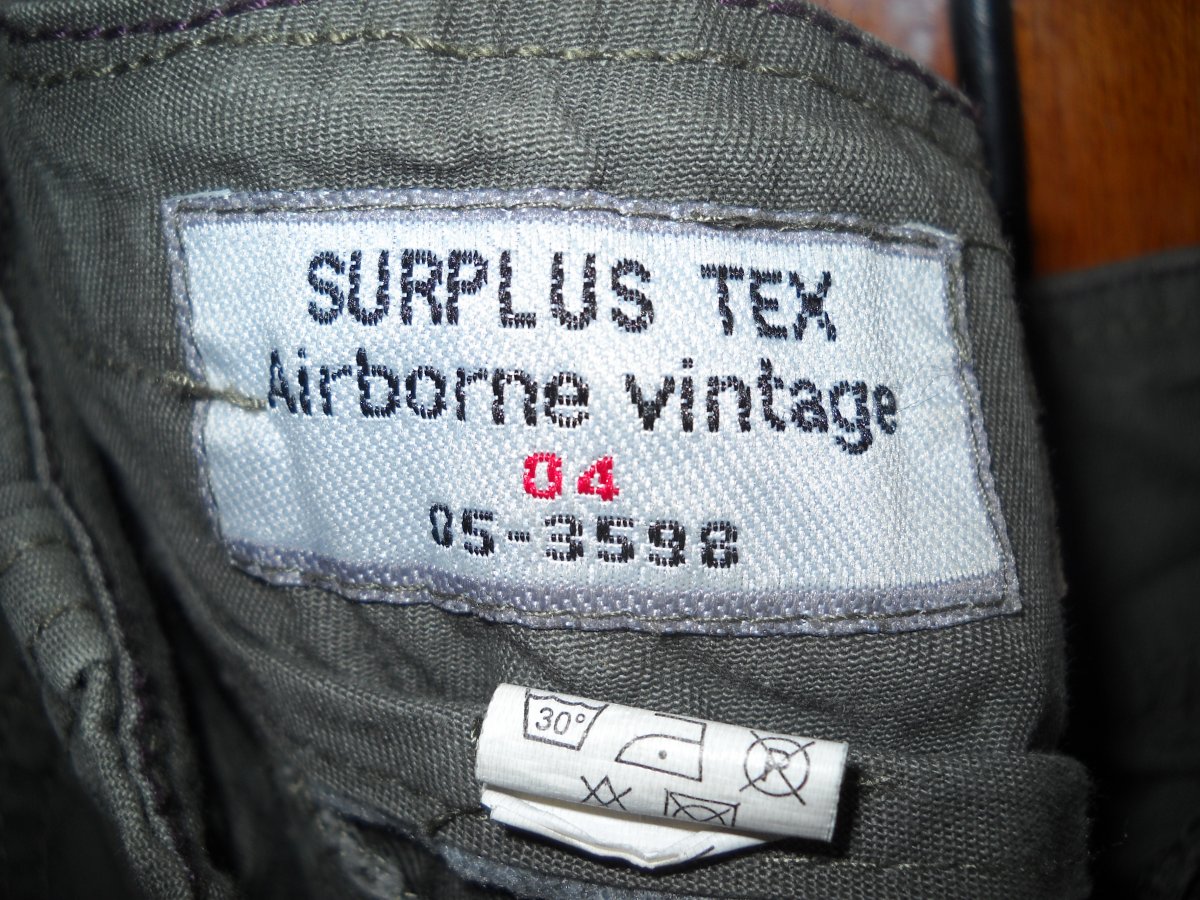 SURPLUS TEX
Airborne vintage
04
05-3598
30°
P